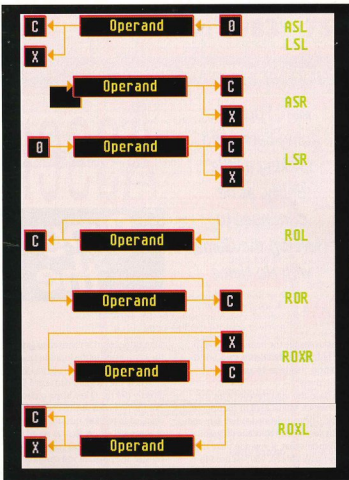 C Operand 0 ASL
X LSL
Operand C ASR
X
0 Operand C LSR
X
C Operand ROL
Operand C ROR
X ROXR
Operand C
C ROXL
X Operand